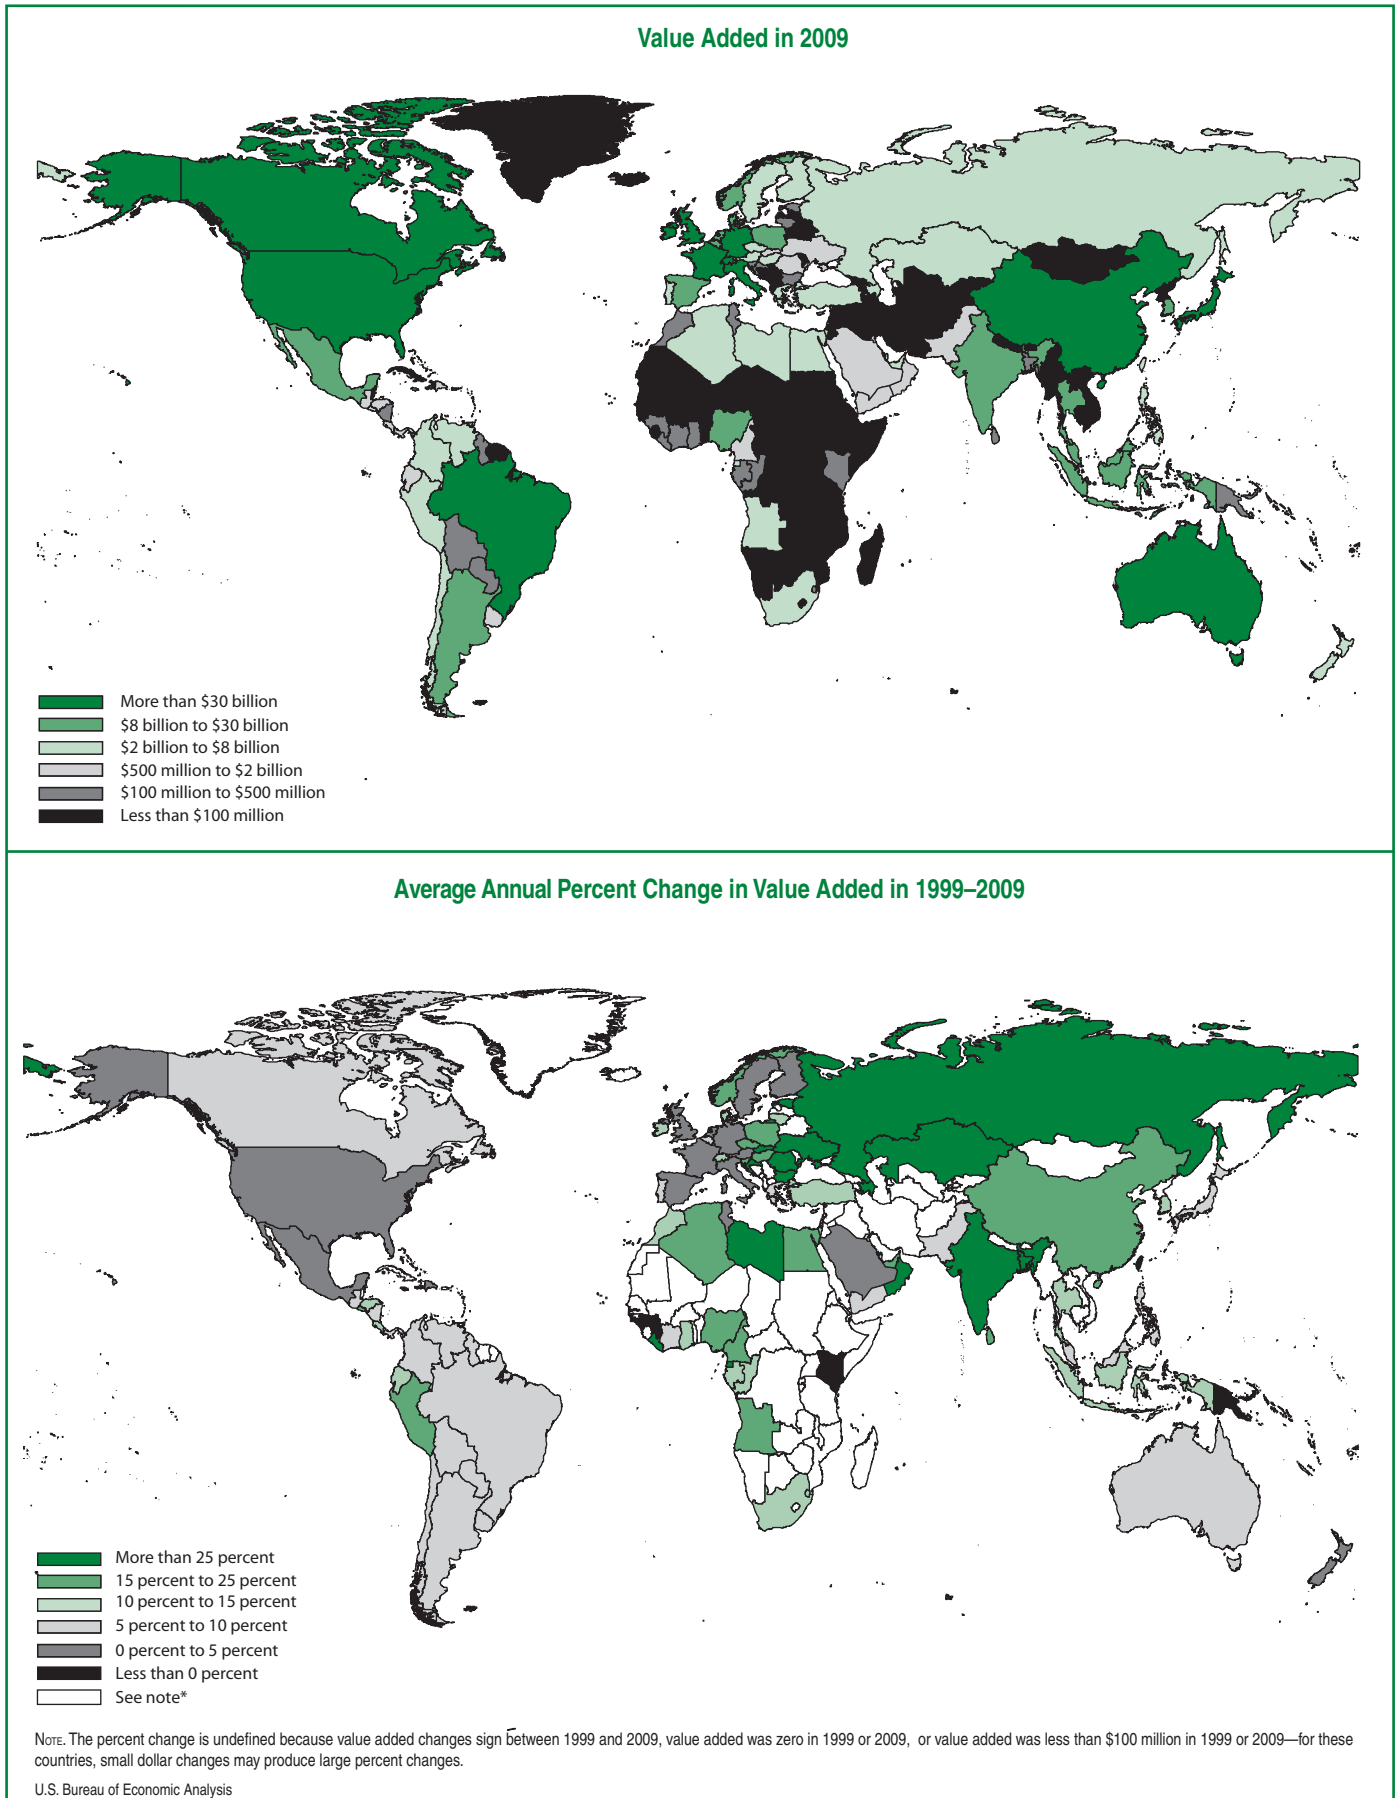 Value Added in 2009
More than $30 billion
$8 billion to $30 billion
$2 billion to $8 billion
$500 million to $2 billion
$100 million to $500 million
Less than $100 million
Average Annual Percent Change in Value Added in 1999–2009
More than 25 percent
15 percent to 25 percent
10 percent to 15 percent
5 percent to 10 percent
0 percent to 5 percent
Less than 0 percent
See note*
NOTE. The percent change is undefined because value added changes sign between 1999 and 2009, value added was zero in 1999 or 2009, or value added was less than $100 million in 1999 or 2009—for these
countries, small dollar changes may produce large percent changes.
U.S. Bureau of Economic Analysis